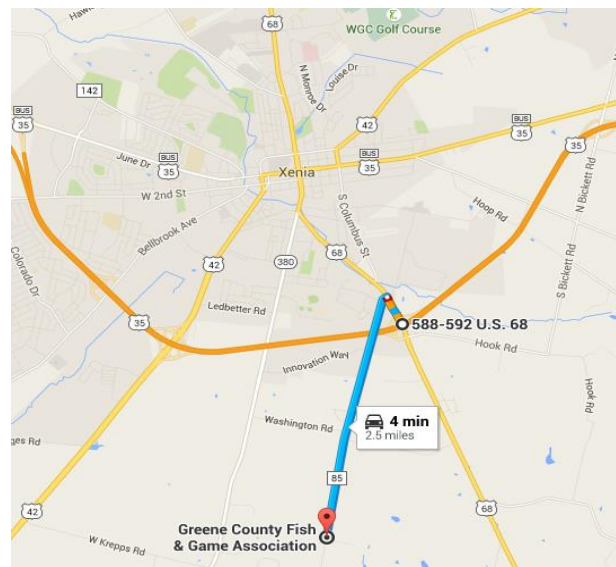 WGC Golf Course
68
N Monroe Dr
Louise Dr
142
BUS
35
42
BUS
35
35
June Dr
BUS
35
BUS
35
Xenia
W 2nd St
N Bickett Rd
Hoop Rd
S Columbus St
Bellbrook Ave
68
42
380
S Bickett Rd
Colorado Dr
Ledbetter Rd
588-592 U.S. 68
35
Hook Rd
Innovation Way
4 min
2.5 miles
Washington Rd
Hook Rd
85
68
42
Greene County Fish
& Game Association
W Krepps Rd